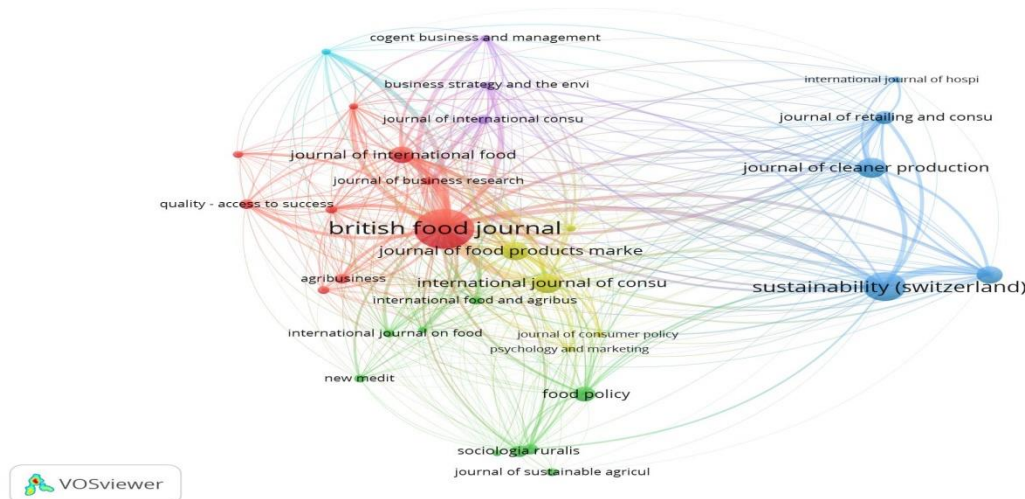 cogent business and management
international journal of hospi
business strategy and the envi
journal of retailing and consu
journal of international consu
journal of international food
journal of cleaner production
journal of business research
quality - access to success
british food journal
journal of food products marke
agribusiness
international journal of consu
sustainability (switzerland)
international food and agribus
international journal on food
journal of consumer policy
psychology and marketing
new medit
food policy
sociologia ruralis
journal of sustainable agricul
VOSviewer